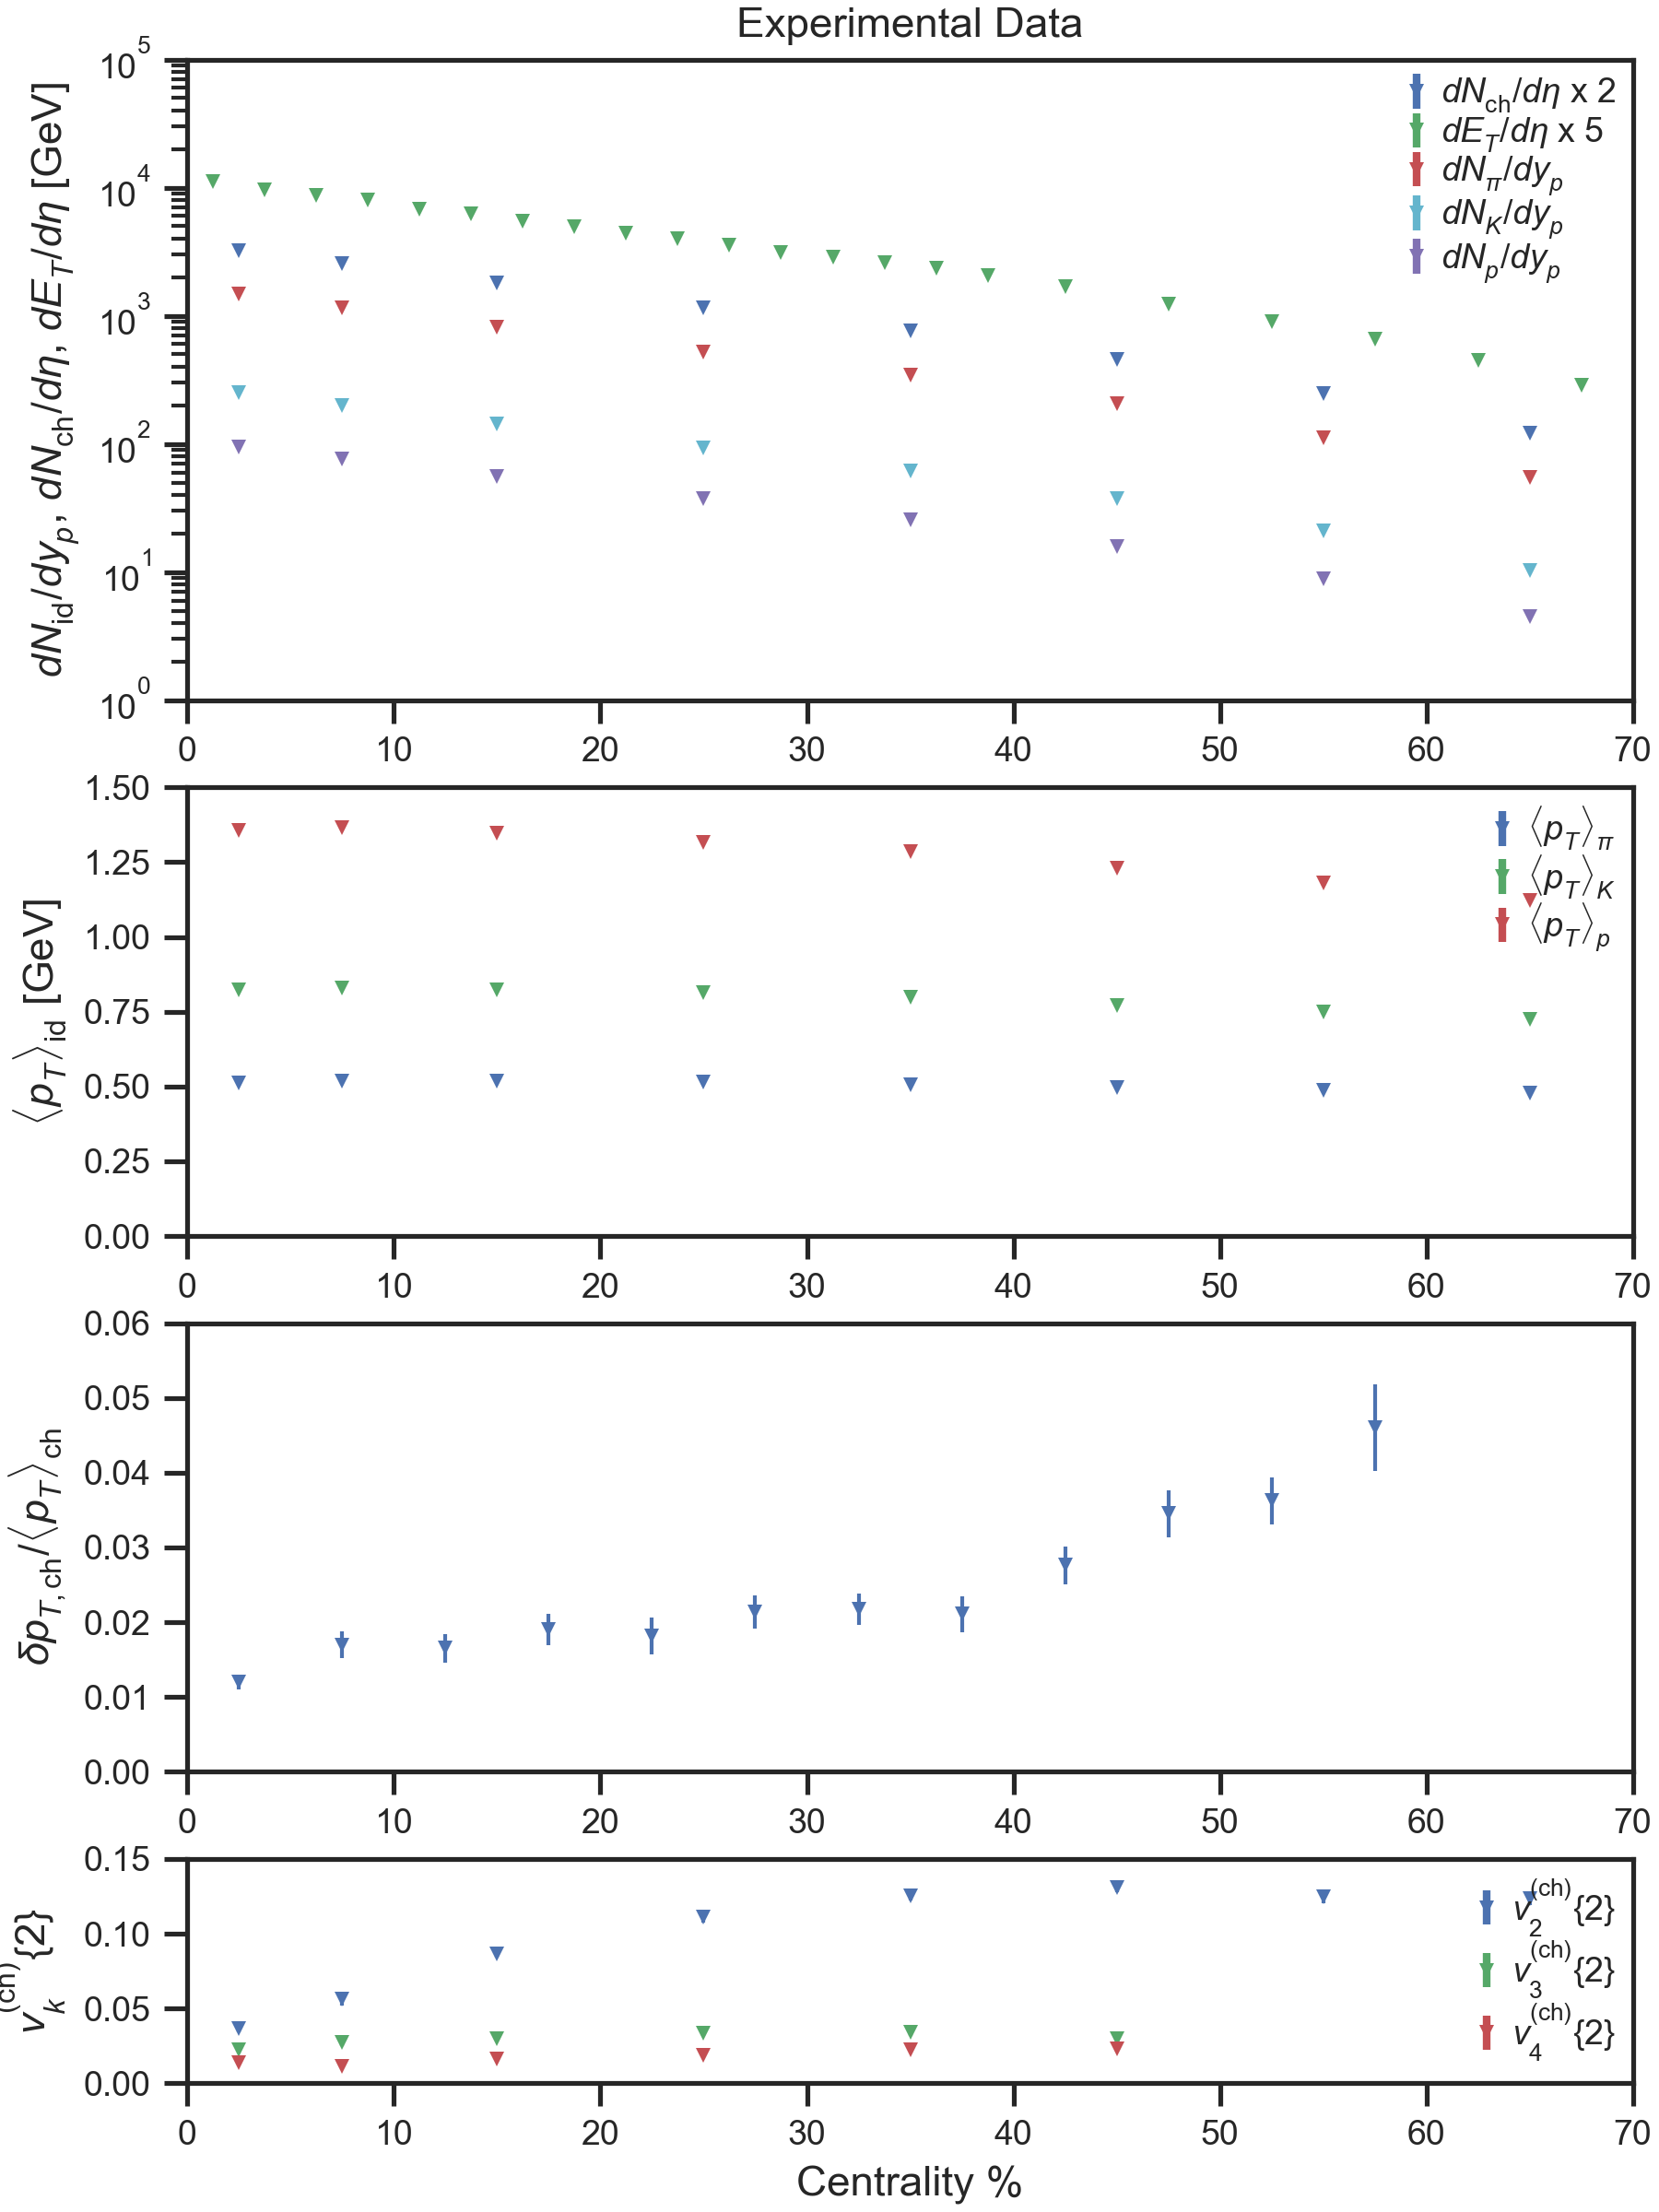 Experimental Data
dN_id/dy_p, dN_ch/dη, dE_T/dη [GeV]
10^5
10^4
10^3
10^2
10^1
10^0
dN_ch/dη x 2
dE_T/dη x 5
dN_π/dy_p
dN_K/dy_p
dN_p/dy_p
0 10 20 30 40 50 60 70
⟨p_T⟩_id [GeV]
1.50
1.25
1.00
0.75
0.50
0.25
0.00
⟨p_T⟩_π
⟨p_T⟩_K
⟨p_T⟩_p
0 10 20 30 40 50 60 70
δp_T,ch/⟨p_T⟩_ch
0.06
0.05
0.04
0.03
0.02
0.01
0.00
0 10 20 30 40 50 60 70
v_k^(ch){2}
0.15
0.10
0.05
0.00
v_2^(ch){2}
v_3^(ch){2}
v_4^(ch){2}
0 10 20 30 40 50 60 70
Centrality %